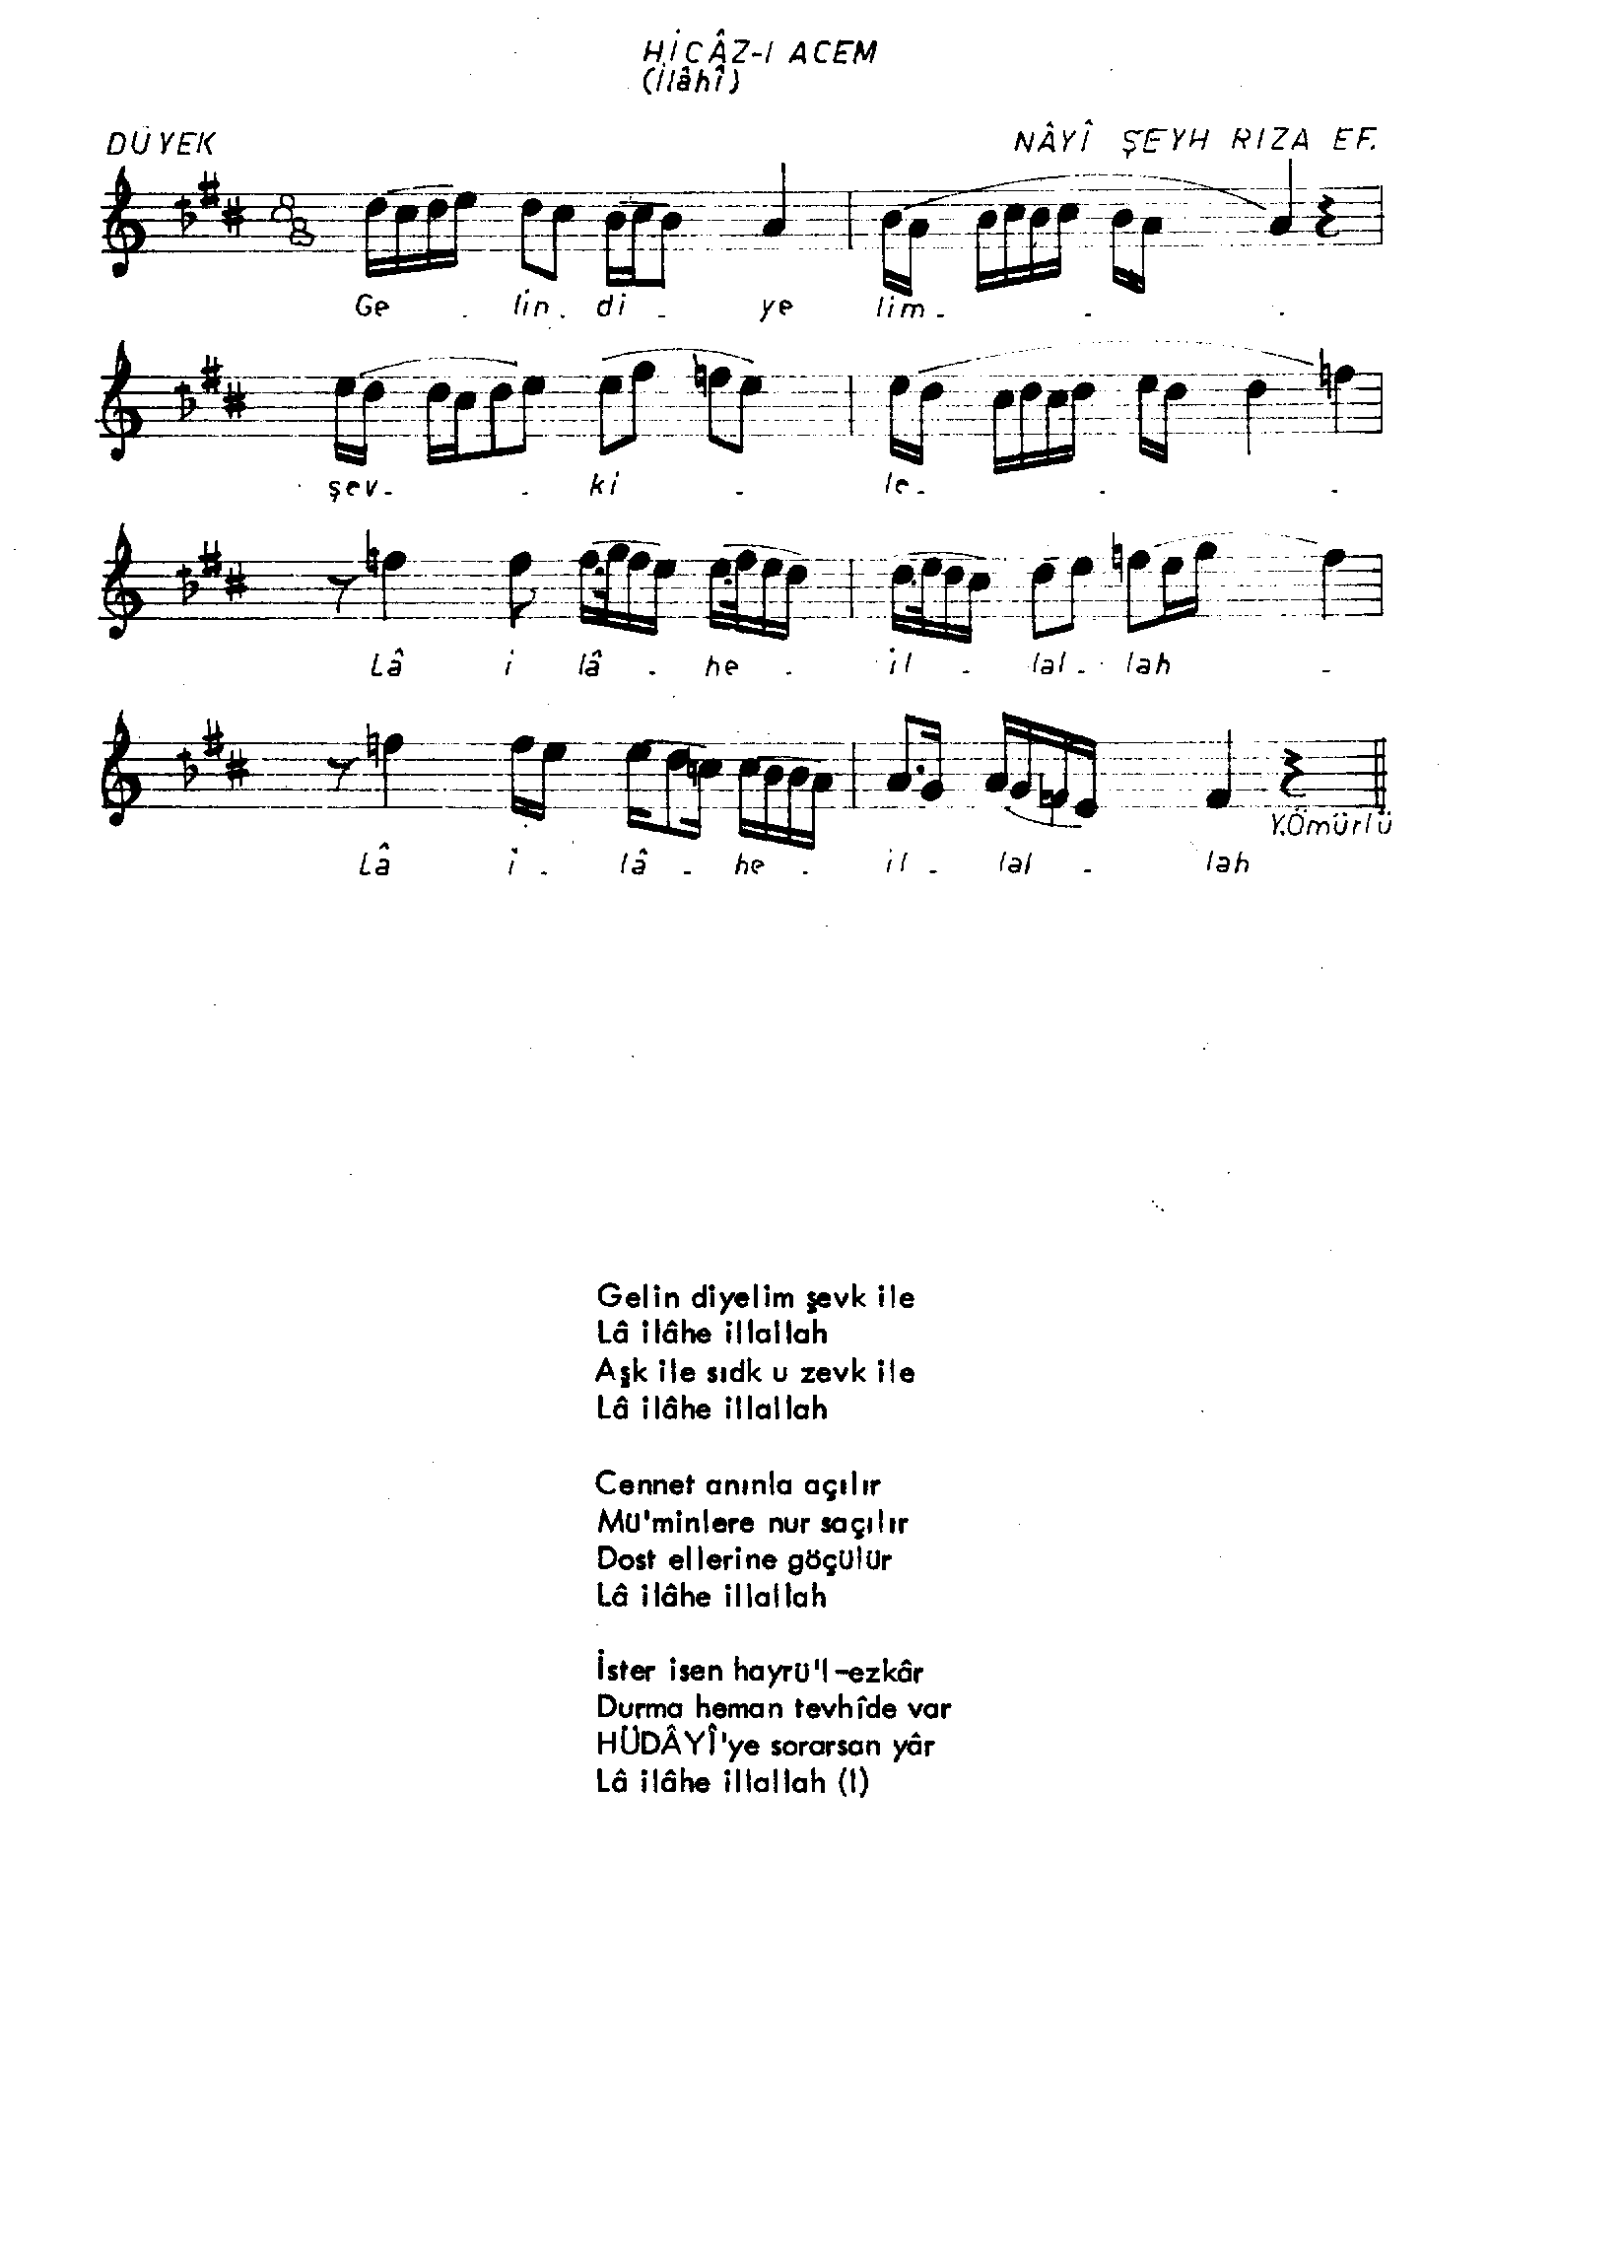 HİCÂZ-I ACEM
(İlâhî)
DÜYEK
NÂYÎ ŞEYH RIZA EF.
8 8
Ge . lin . di - ye lim - . .
şev - . ki - le - . .
Lâ i lâ . he . il - lal - lah -
Y.Ömürlü
Lâ i . lâ - he . il - lal - lah
Gelin diyelim şevk ile
Lâ ilâhe illallah
Aşk ile sıdk u zevk ile
Lâ ilâhe illallah
Cennet anınla açılır
Mü'minlere nur saçılır
Dost ellerine göçülür
Lâ ilâhe illallah
İster isen hayrü'l-ezkâr
Durma heman tevhîde var
HÜDÂYÎ'ye sorarsan yâr
Lâ ilâhe illallah (I)